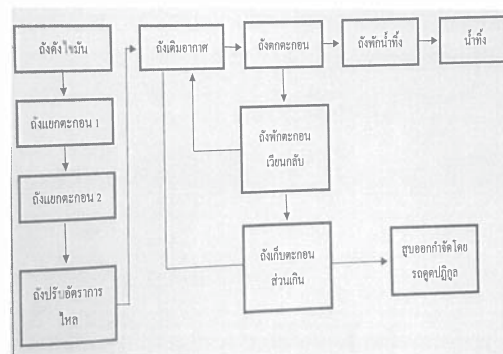 ถังดักไขมัน
ถังเติมอากาศ
ถังตกตะกอน
ถังพักน้ำทิ้ง
น้ำทิ้ง
ถังแยกตะกอน 1
ถังพักตะกอน
เวียนกลับ
ถังแยกตะกอน 2
ถังเก็บตะกอน
ส่วนเกิน
สูบออกกำจัดโดย
รถดูดปฏิกูล
ถังปรับอัตราการ
ไหล